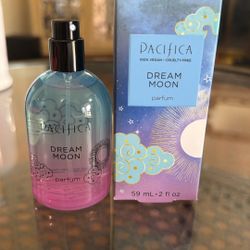 PACIFICA
DREAM
MOON
parfum
PACIFICA
100% VEGAN • CRUELTY-FREE
DREAM
MOON
parfum
59 mL • 2 fl oz